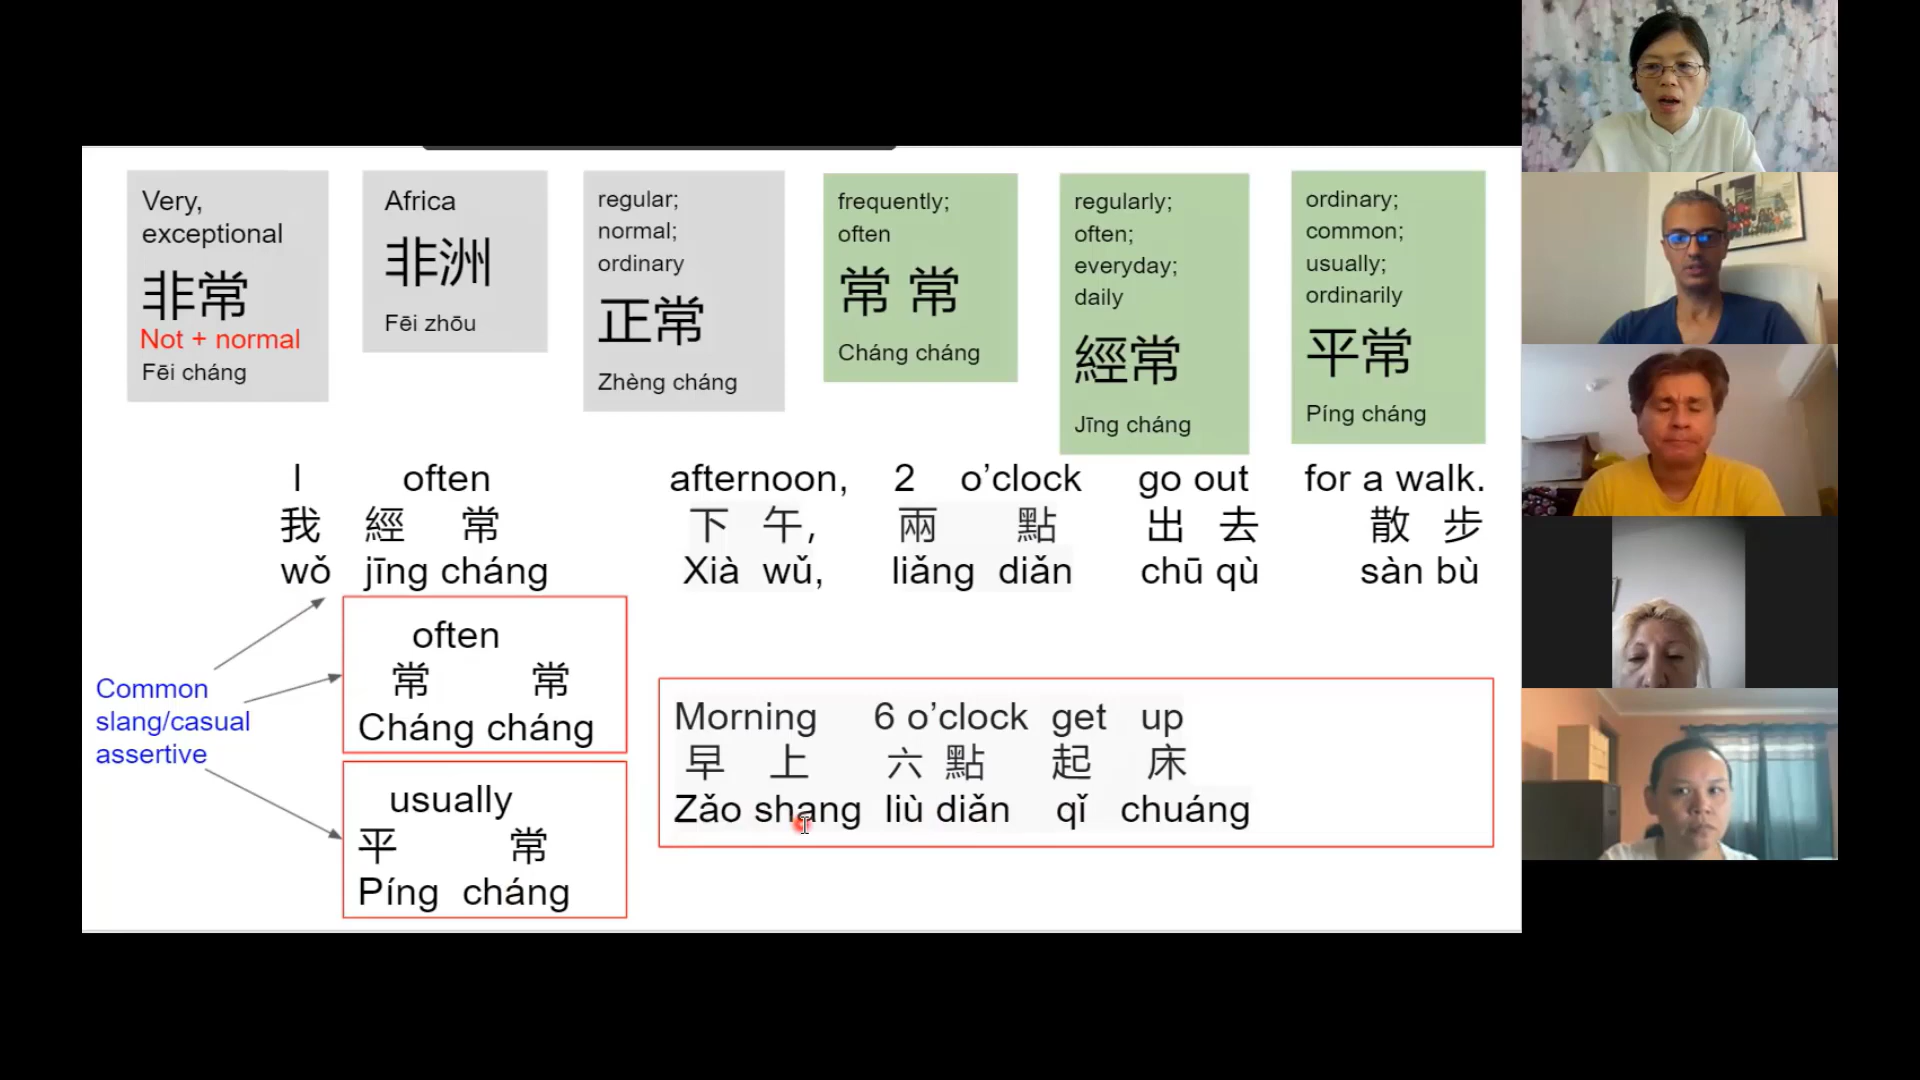 Very,
exceptional
非常
Not + normal
Fēi cháng
Africa
非洲
Fēi zhōu
regular;
normal;
ordinary
正常
Zhèng cháng
frequently;
often
常 常
Cháng cháng
regularly;
often;
everyday;
daily
經常
Jīng cháng
ordinary;
common;
usually;
ordinarily
平常
Píng cháng
I often afternoon, 2 o’clock go out for a walk.
我 經 常 下 午, 兩 點 出 去 散 步
wǒ jīng cháng Xià wǔ, liǎng diǎn chū qù sàn bù
Common
slang/casual
assertive
often
常 常
Cháng cháng
usually
平 常
Píng cháng
Morning 6 o’clock get up
早 上 六 點 起 床
Zǎo shang liù diǎn qǐ chuáng